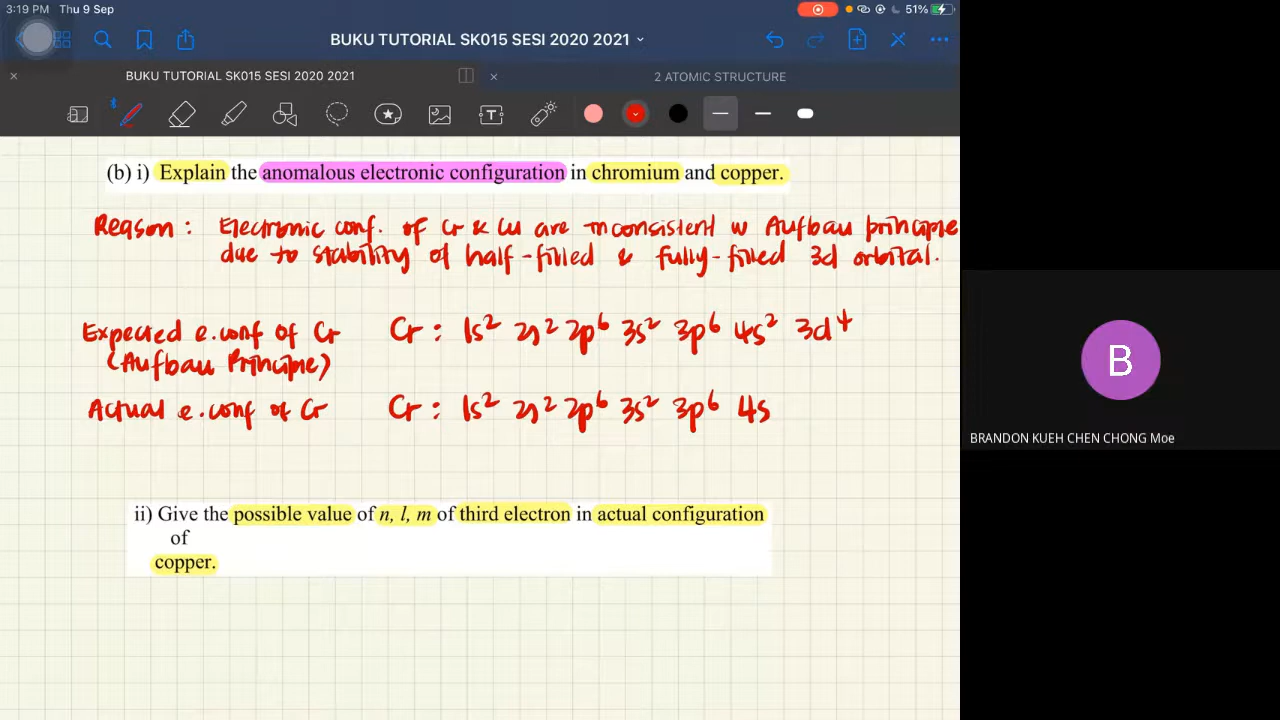 3:19 PM Thu 9 Sep
51%
BUKU TUTORIAL SK015 SESI 2020 2021
BUKU TUTORIAL SK015 SESI 2020 2021
2 ATOMIC STRUCTURE
(b) i) Explain the anomalous electronic configuration in chromium and copper.
Reason : Electronic conf. of Cr & Cu are inconsistent w Aufbau principle
due to stability of half-filled & fully-filled 3d orbital.
Expected e.conf of Cr Cr : 1s² 2s² 2p⁶ 3s² 3p⁶ 4s² 3d⁴
(Aufbau Principle)
Actual e.conf of Cr Cr : 1s² 2s² 2p⁶ 3s² 3p⁶ 4s
ii) Give the possible value of n, l, m of third electron in actual configuration
of
copper.
B
BRANDON KUEH CHEN CHONG Moe